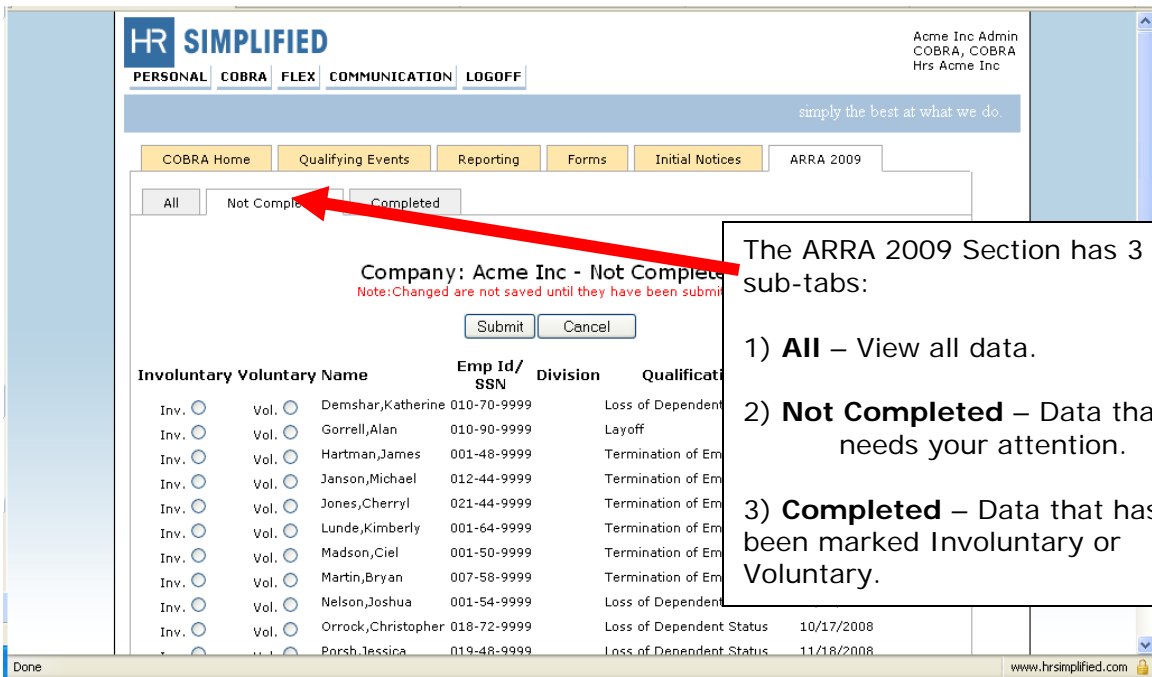 HR SIMPLIFIED
Acme Inc Admin
COBRA, COBRA
Hrs Acme Inc
PERSONAL COBRA FLEX COMMUNICATION LOGOFF
simply the best at what we do.
COBRA Home Qualifying Events Reporting Forms Initial Notices ARRA 2009
All Not Comple Completed
Company: Acme Inc - Not Complete
Note:Changed are not saved until they have been submi
Submit Cancel
Involuntary Voluntary Name Emp Id/ SSN Division Qualificati
Inv. Vol. Demshar,Katherine 010-70-9999 Loss of Dependent
Inv. Vol. Gorrell,Alan 010-90-9999 Layoff
Inv. Vol. Hartman,James 001-48-9999 Termination of Em
Inv. Vol. Janson,Michael 012-44-9999 Termination of Em
Inv. Vol. Jones,Cherryl 021-44-9999 Termination of Em
Inv. Vol. Lunde,Kimberly 001-64-9999 Termination of Em
Inv. Vol. Madson,Ciel 001-50-9999 Termination of Em
Inv. Vol. Martin,Bryan 007-58-9999 Termination of Em
Inv. Vol. Nelson,Joshua 001-54-9999 Loss of Dependent
Inv. Vol. Orrock,Christopher 018-72-9999 Loss of Dependent Status 10/17/2008
Porsh,Jessica 019-48-9999 Loss of Dependent Status 11/18/2008
The ARRA 2009 Section has 3
sub-tabs:
1) All – View all data.
2) Not Completed – Data tha
needs your attention.
3) Completed – Data that has
been marked Involuntary or
Voluntary.
Done
www.hrsimplified.com